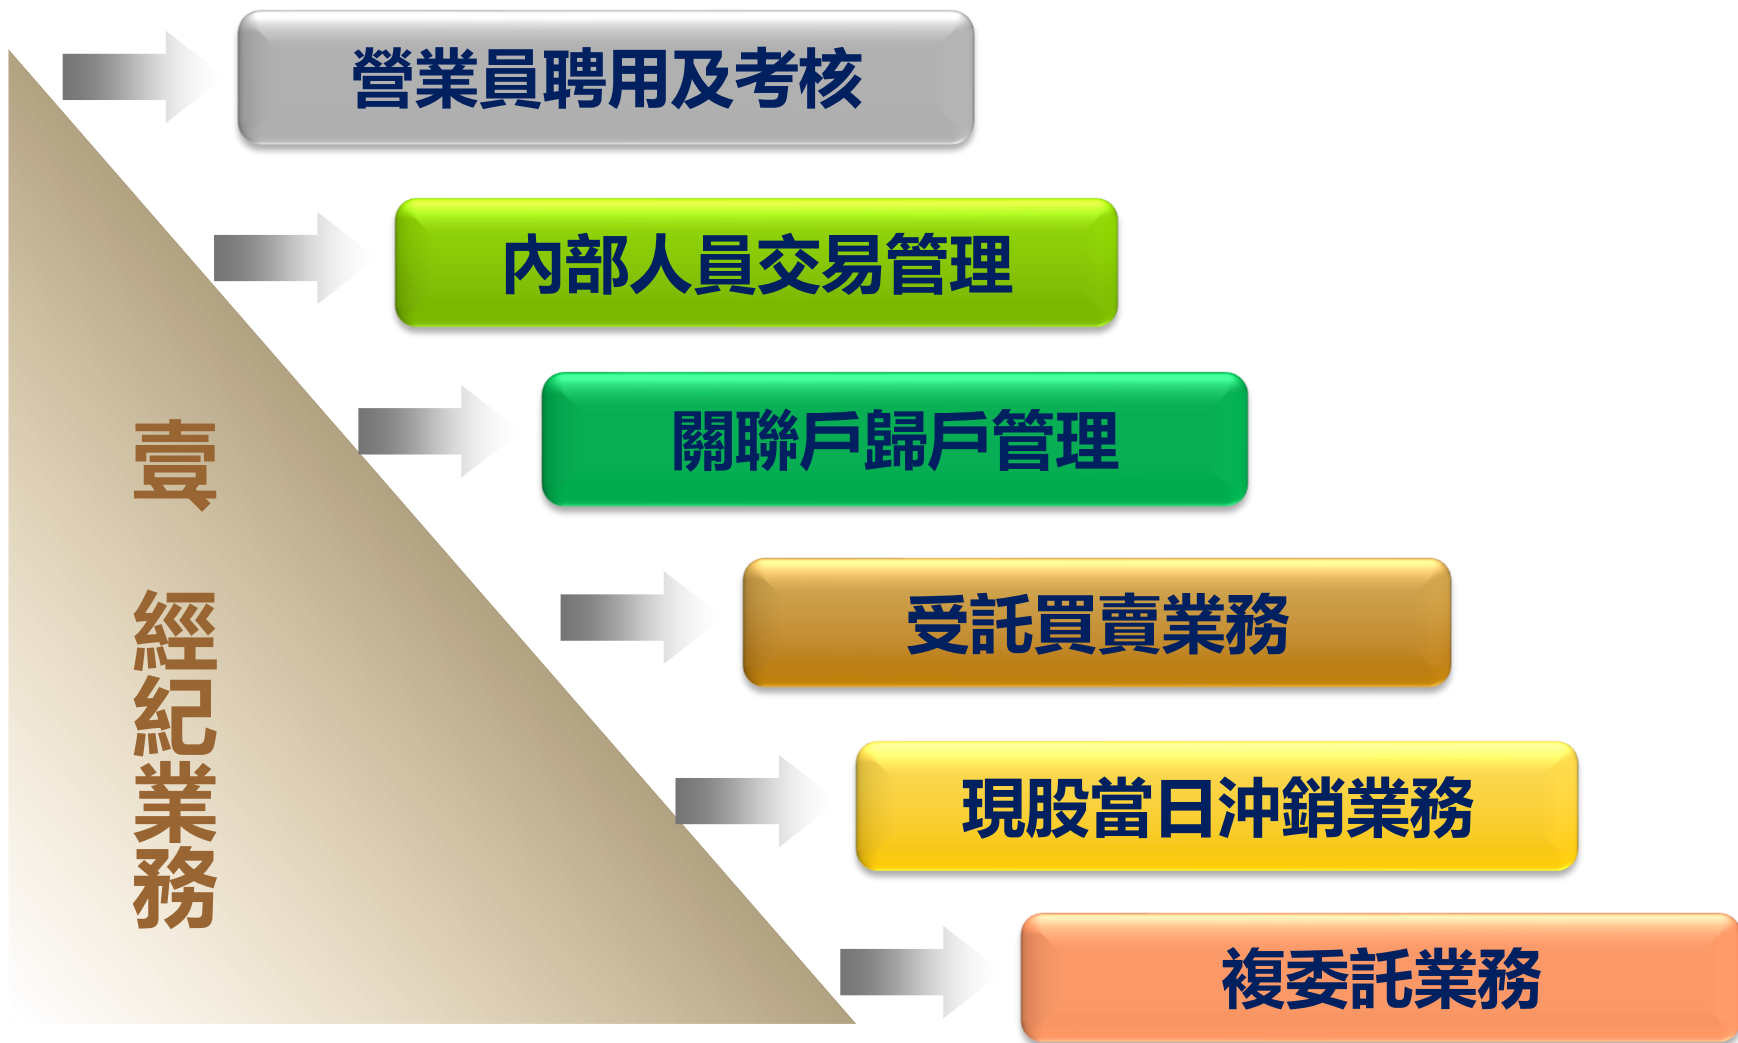 營業員聘用及考核
內部人員交易管理
關聯戶歸戶管理
受託買賣業務
現股當日沖銷業務
複委託業務
壹、經紀業務